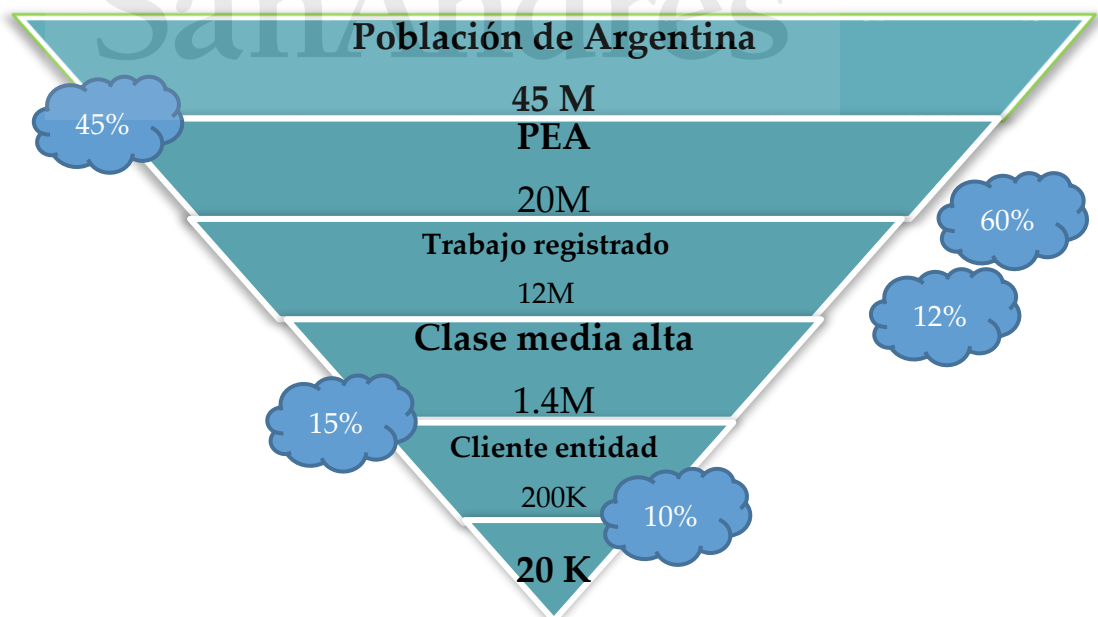 SanAndrés
Población de Argentina
45 M
45%
PEA
20M
60%
Trabajo registrado
12M
12%
Clase media alta
1.4M
15%
Cliente entidad
200K
10%
20 K